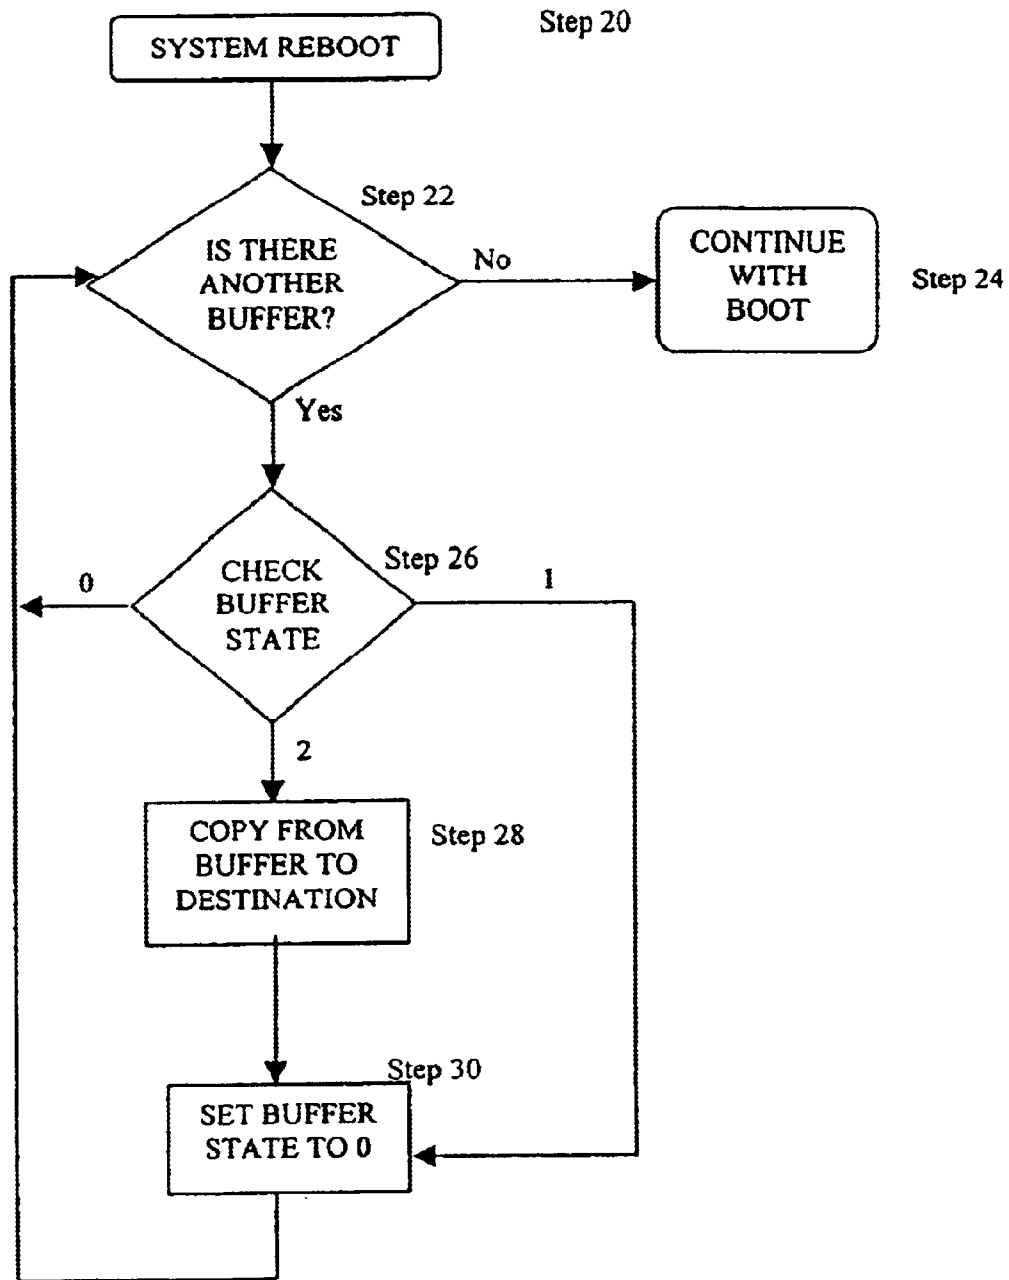 Step 20
SYSTEM REBOOT
Step 22
IS THERE
ANOTHER
BUFFER?
No
CONTINUE
WITH
BOOT
Step 24
Yes
Step 26
CHECK
BUFFER
STATE
0
1
2
COPY FROM
BUFFER TO
DESTINATION
Step 28
Step 30
SET BUFFER
STATE TO 0